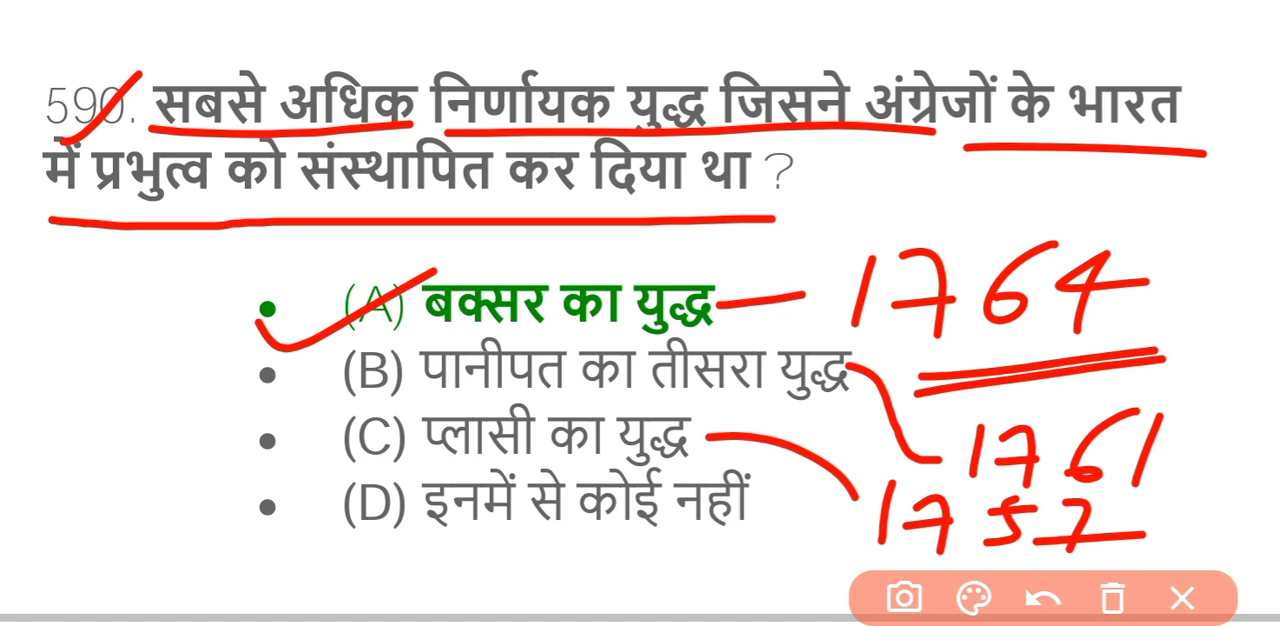 590. सबसे अधिक निर्णायक युद्ध जिसने अंग्रेजों के भारत
में प्रभुत्व को संस्थापित कर दिया था ?
• (A) बक्सर का युद्ध — 1764
• (B) पानीपत का तीसरा युद्ध 1761
• (C) प्लासी का युद्ध 1757
• (D) इनमें से कोई नहीं